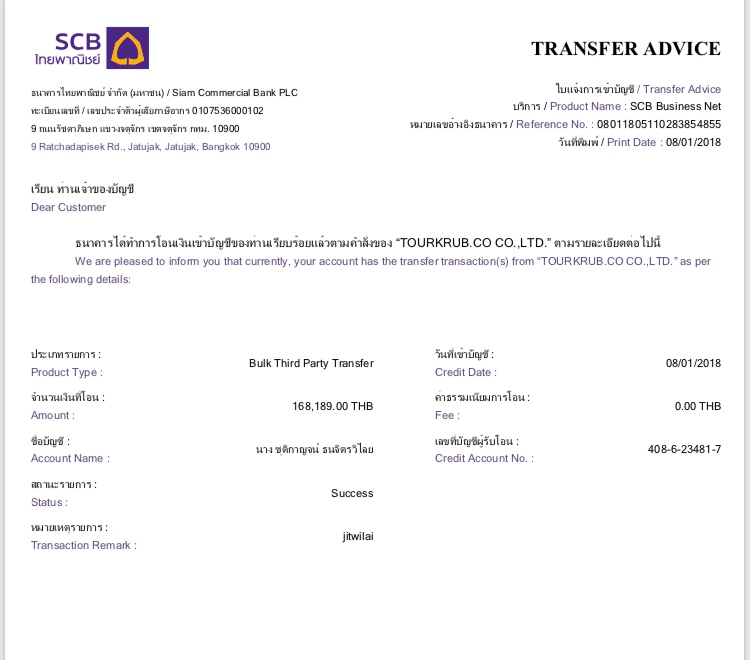 SCB
ไทยพาณิชย์
TRANSFER ADVICE
ธนาคารไทยพาณิชย์ จำกัด (มหาชน) / Siam Commercial Bank PLC
ทะเบียนเลขที่ / เลขประจำตัวผู้เสียภาษีอากร 0107536000102
9 ถนนรัชดาภิเษก แขวงจตุจักร เขตจตุจักร กทม. 10900
9 Ratchadapisek Rd., Jatujak, Jatujak, Bangkok 10900
ใบแจ้งการเข้าบัญชี / Transfer Advice
บริการ / Product Name : SCB Business Net
หมายเลขอ้างอิงธนาคาร / Reference No. : 08011805110283854855
วันที่พิมพ์ / Print Date : 08/01/2018
เรียน ท่านเจ้าของบัญชี
Dear Customer
ธนาคารได้ทำการโอนเงินเข้าบัญชีของท่านเรียบร้อยแล้วตามคำสั่งของ “TOURKRUB.CO CO.,LTD.” ตามรายละเอียดต่อไปนี้
We are pleased to inform you that currently, your account has the transfer transaction(s) from “TOURKRUB.CO CO.,LTD.” as per
the following details:
ประเภทรายการ :
Product Type :
Bulk Third Party Transfer
วันที่เข้าบัญชี :
Credit Date :
08/01/2018
จำนวนเงินที่โอน :
Amount :
168,189.00 THB
ค่าธรรมเนียมการโอน :
Fee :
0.00 THB
ชื่อบัญชี :
Account Name :
นาง ชุติกาญจน์ ธนจิตรวิไลย
เลขที่บัญชีผู้รับโอน :
Credit Account No. :
408-6-23481-7
สถานะรายการ :
Status :
Success
หมายเหตุรายการ :
Transaction Remark :
jitwilai